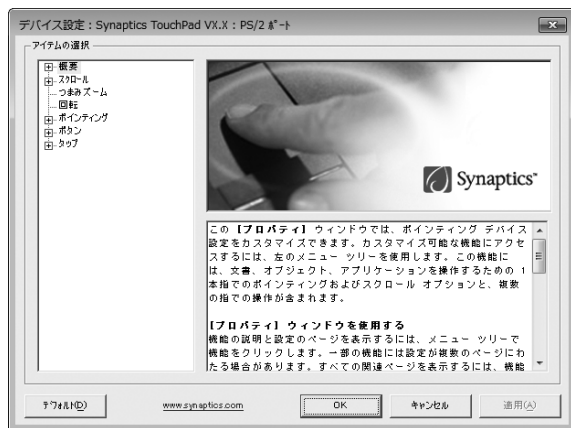 デバイス設定：Synaptics TouchPad VX.X：PS/2 ﾎﾟｰﾄ
アイテムの選択
概要
ｽｸﾛｰﾙ
つまみ ズーム
回転
ポインティング
ボタン
タップ
Synaptics
この【プロパティ】ウィンドウでは、ポインティング デバイス
設定をカスタマイズできます。カスタマイズ可能な機能にアクセ
スするには、左のメニュー ツリーを使用します。この機能に
は、文書、オブジェクト、アプリケーションを操作するための 1
本指でのポインティングおよびスクロール オプションと、複数
の指での操作が含まれます。
【プロパティ】ウィンドウを使用する
機能の説明と設定のページを表示するには、メニュー ツリーで
機能をクリックします。一部の機能には設定が複数のページにわ
たる場合があります。すべての関連ページを表示するには、機能
ﾃﾞﾌｫﾙﾄ(D)
www.synaptics.com
OK
キャンセル
適用(A)